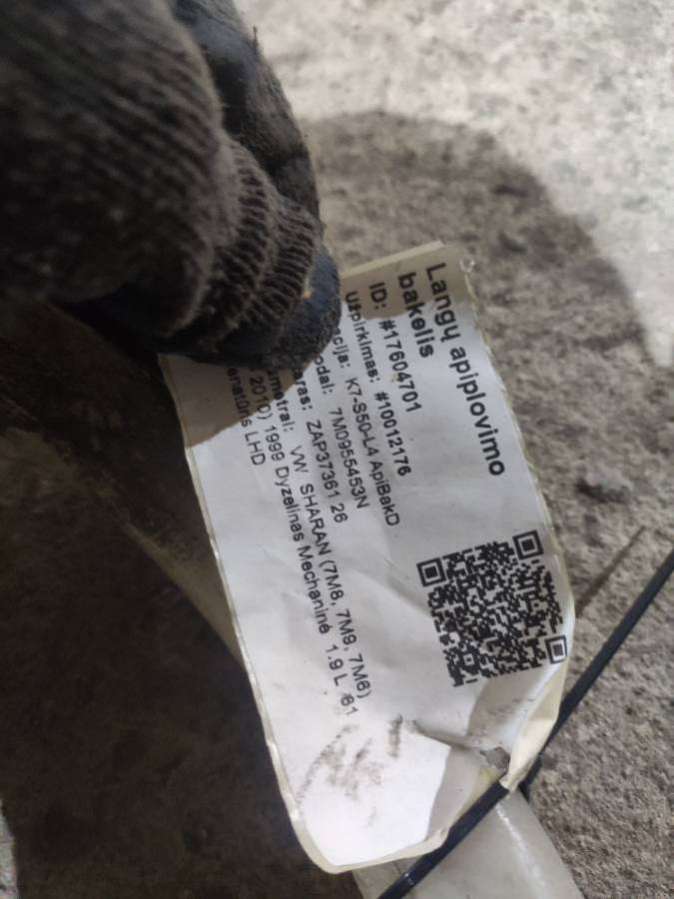 Langų apiplovimo
bakelis
ID: #17604701
Užpirkimas: #10012176
K7-S50-L4 ApiBakD
7M0955453N
ZAP37361 26
VW SHARAN (7M8, 7M9, 7M6)
2010) 1999 Dyzelinas Mechaninė 1.9 L 81
LHD